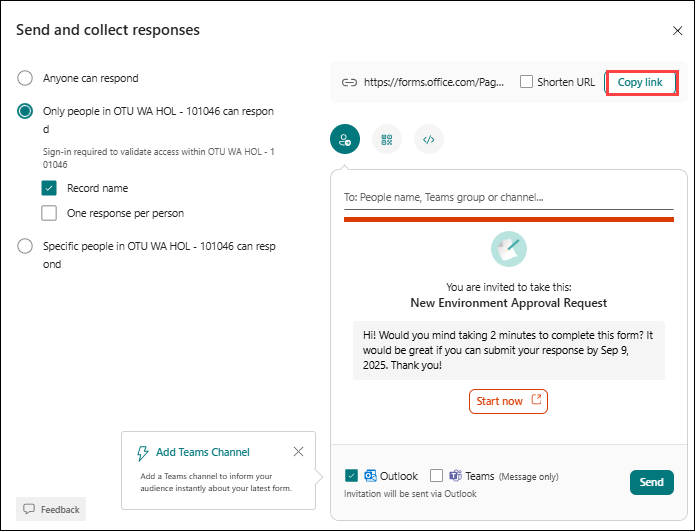 Send and collect responses
Anyone can respond
Only people in OTU WA HOL - 101046 can respon
d
Sign-in required to validate access within OTU WA HOL - 1
01046
Record name
One response per person
Specific people in OTU WA HOL - 101046 can resp
ond
https://forms.office.com/Pag...
Shorten URL
Copy link
To: People name, Teams group or channel...
You are invited to take this:
New Environment Approval Request
Hi! Would you mind taking 2 minutes to complete this form? It
would be great if you can submit your response by Sep 9,
2025. Thank you!
Start now
Add Teams Channel
Add a Teams channel to inform your
audience instantly about your latest form.
Outlook
Teams (Message only)
Invitation will be sent via Outlook
Send
Feedback